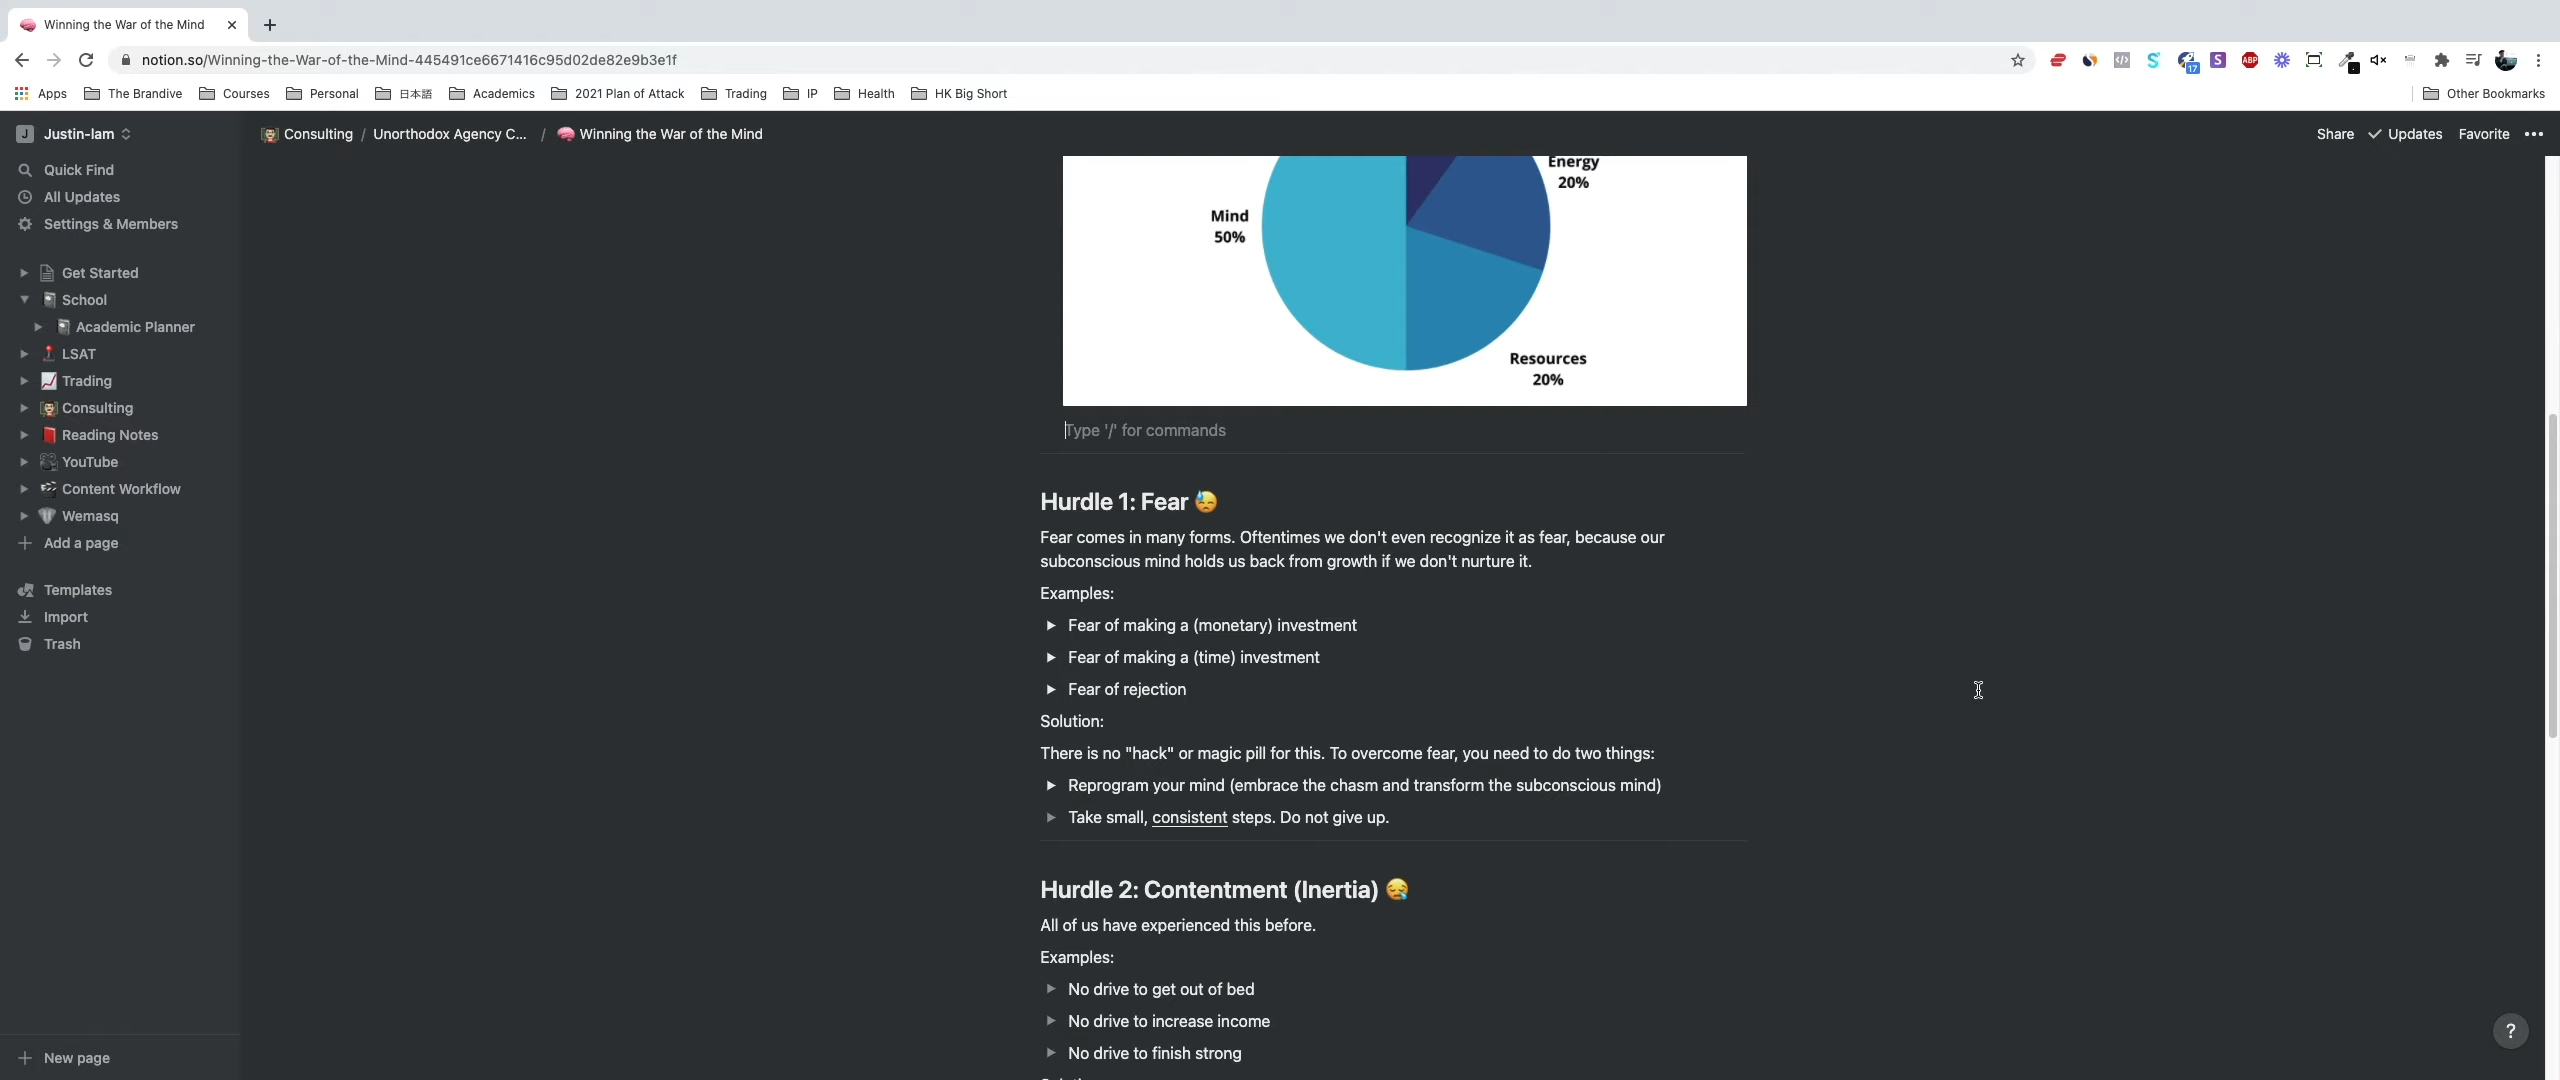 Winning the War of the Mind
notion.so/Winning-the-War-of-the-Mind-445491ce6671416c95d02de82e9b3e1f
17
S
ABP
Apps
The Brandive
Courses
Personal
日本語
Academics
2021 Plan of Attack
Trading
IP
Health
HK Big Short
Other Bookmarks
J Justin-lam
Consulting / Unorthodox Agency C... / Winning the War of the Mind
Share
Updates
Favorite
Quick Find
All Updates
Settings & Members
Get Started
School
Academic Planner
LSAT
Trading
Consulting
Reading Notes
YouTube
Content Workflow
Wemasq
Add a page
Templates
Import
Trash
New page
Energy
20%
Mind
50%
Resources
20%
Type '/' for commands
Hurdle 1: Fear 😓
Fear comes in many forms. Oftentimes we don't even recognize it as fear, because our
subconscious mind holds us back from growth if we don't nurture it.
Examples:
Fear of making a (monetary) investment
Fear of making a (time) investment
Fear of rejection
Solution:
There is no "hack" or magic pill for this. To overcome fear, you need to do two things:
Reprogram your mind (embrace the chasm and transform the subconscious mind)
Take small, consistent steps. Do not give up.
Hurdle 2: Contentment (Inertia) 😪
All of us have experienced this before.
Examples:
No drive to get out of bed
No drive to increase income
No drive to finish strong
?